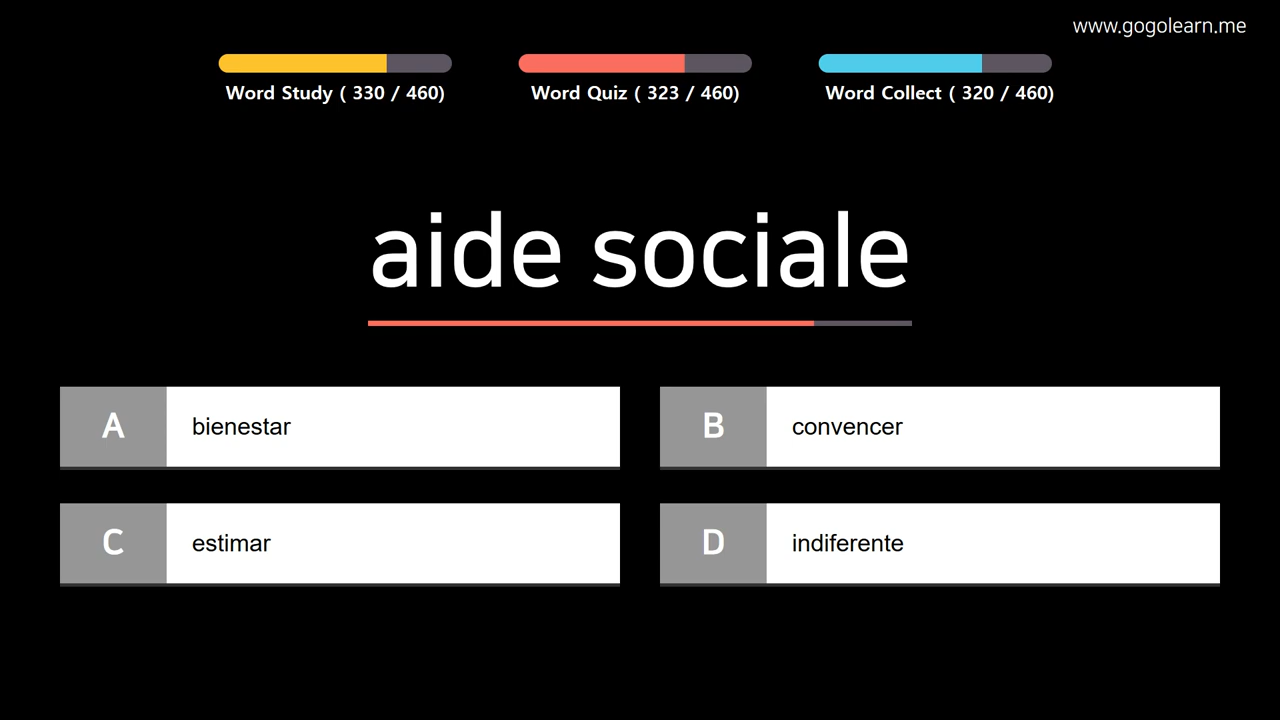 www.gogolearn.me
Word Study ( 330 / 460)
Word Quiz ( 323 / 460)
Word Collect ( 320 / 460)
aide sociale
A bienestar
B convencer
C estimar
D indiferente